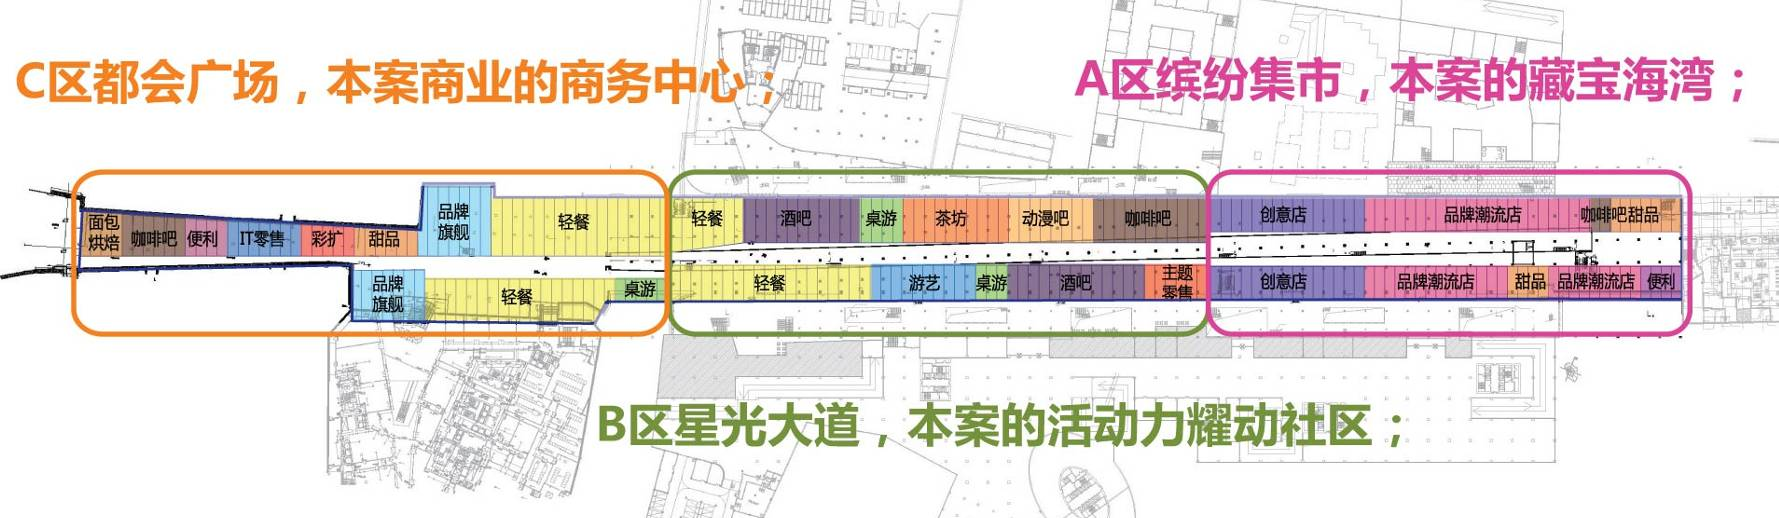 C区都会广场，本案商业的商务中心；
A区缤纷集市，本案的藏宝海湾；
面包
烘焙
咖啡吧
便利
IT零售
彩扩
甜品
品牌
旗舰
轻餐
轻餐
酒吧
桌游
茶坊
动漫吧
咖啡吧
创意店
品牌潮流店
咖啡吧
甜品
品牌
旗舰
轻餐
桌游
轻餐
游艺
桌游
酒吧
主题
零售
创意店
品牌潮流店
甜品
品牌潮流店
便利
B区星光大道，本案的活动力耀动社区；